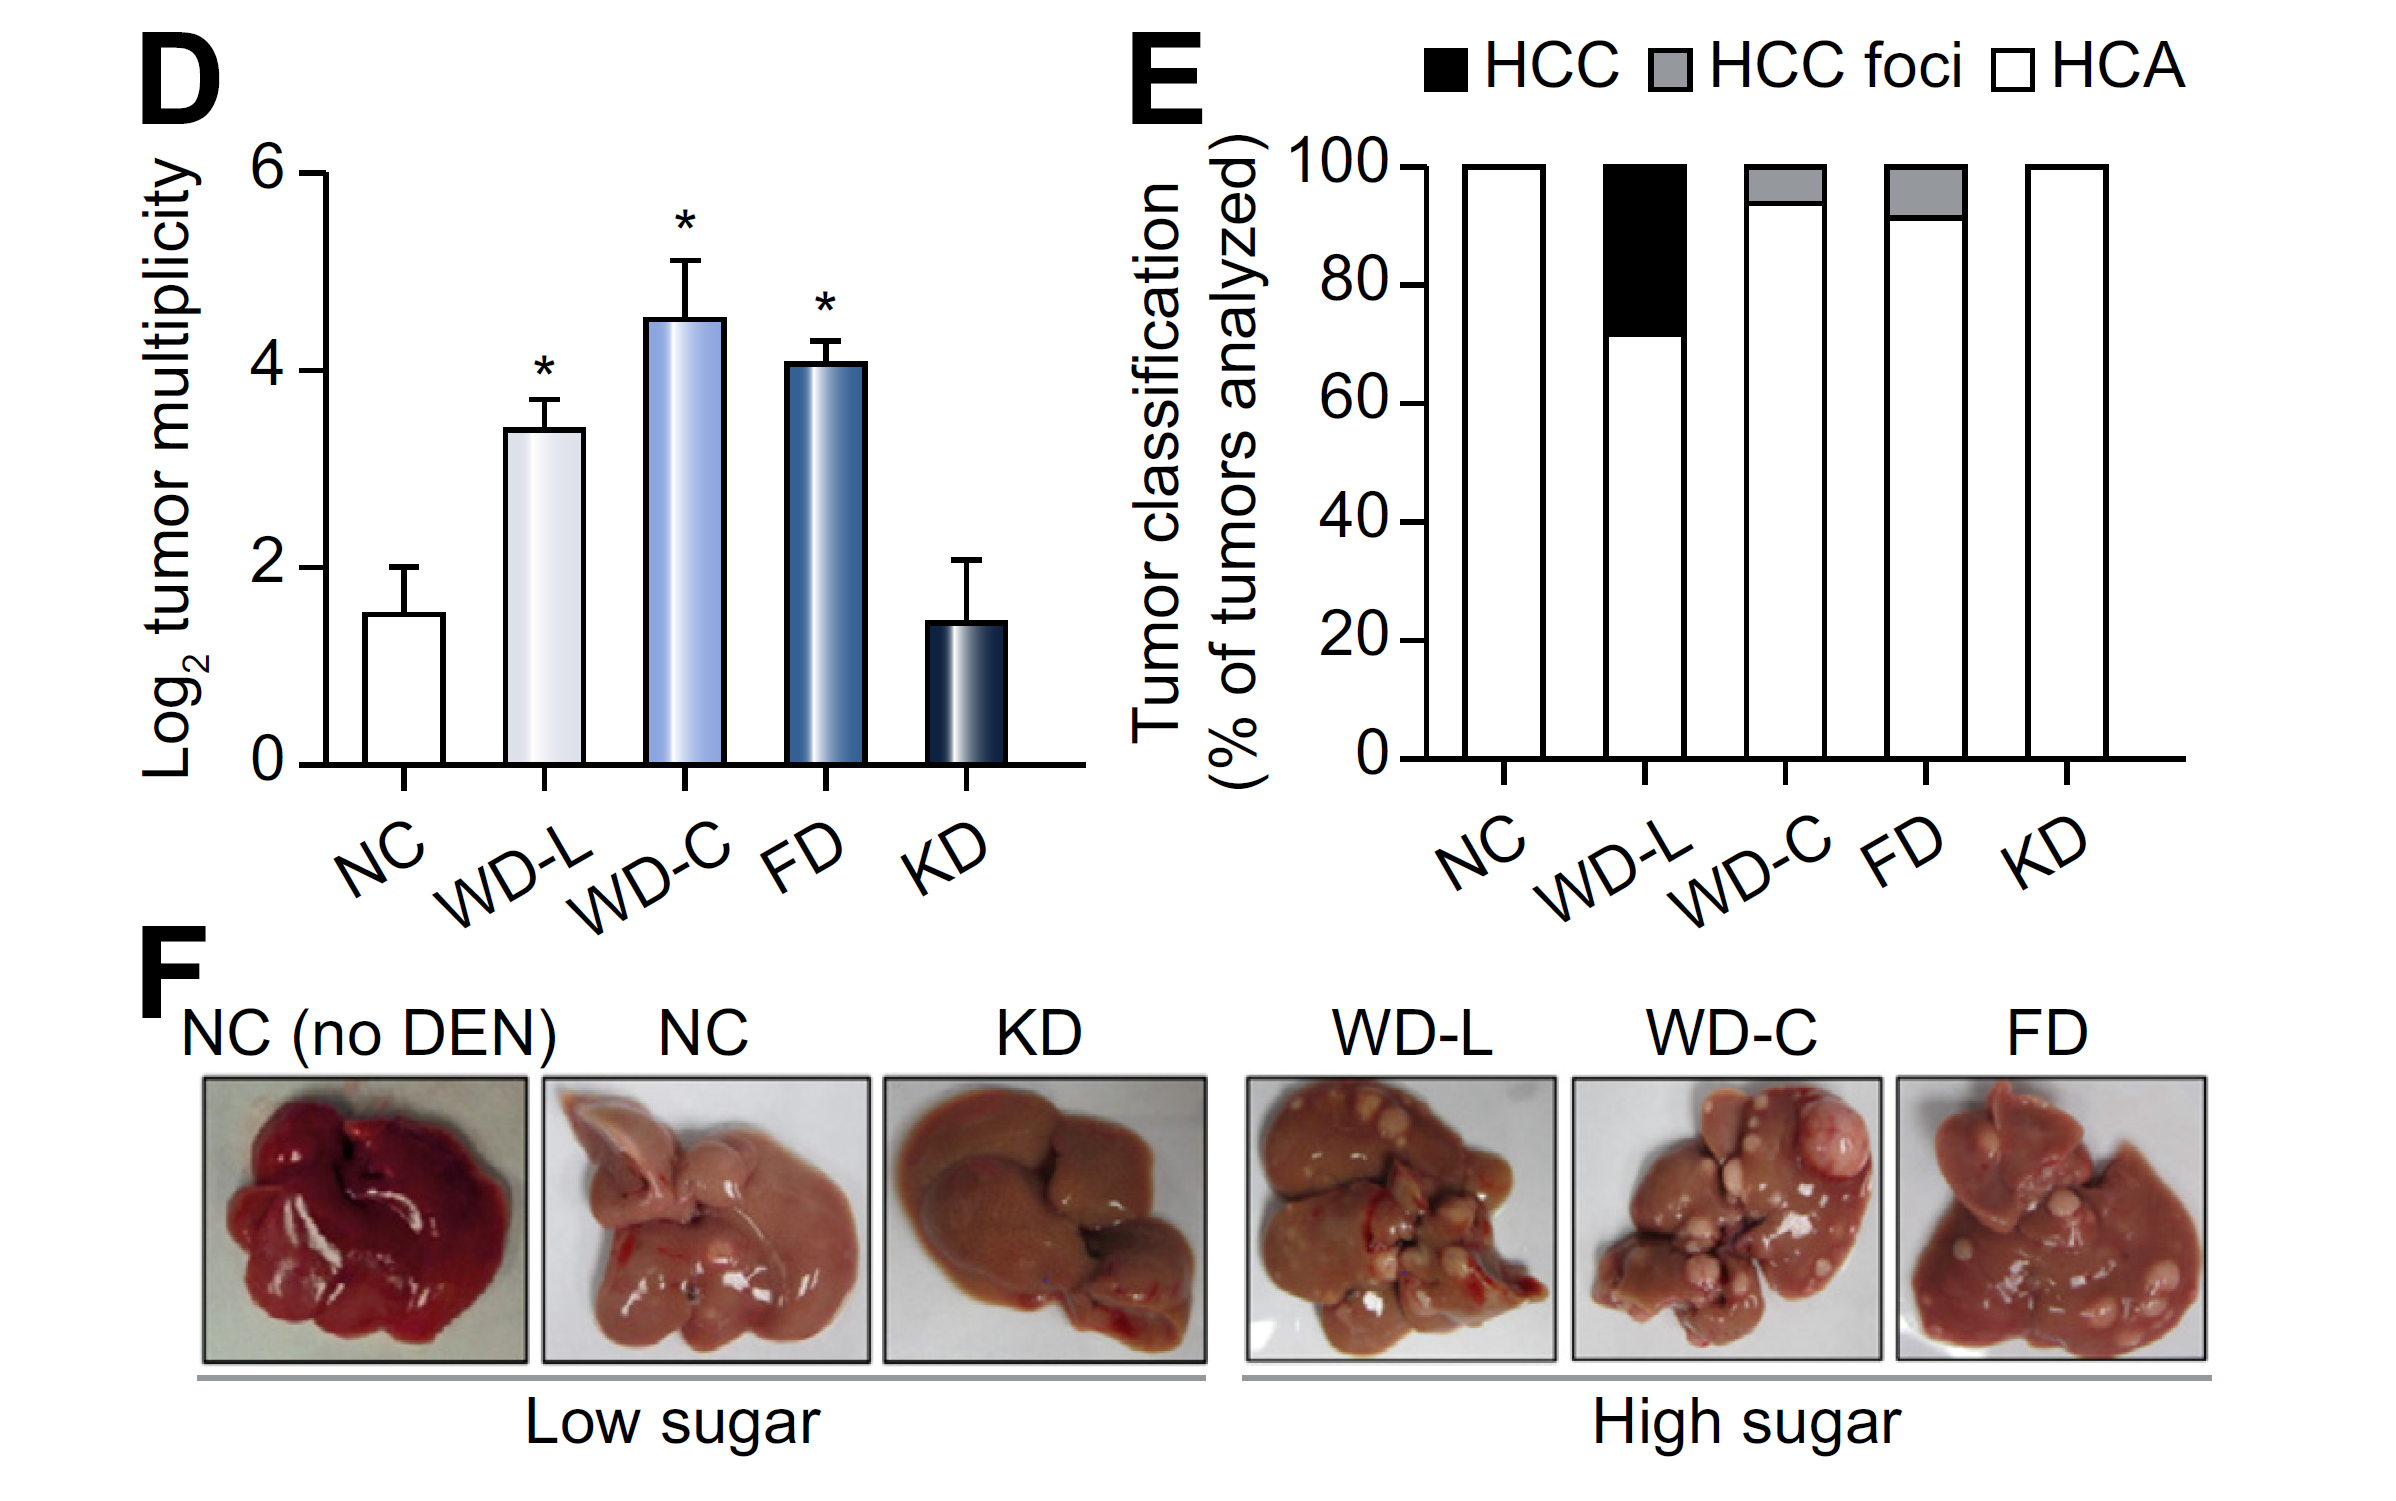 D
Log2 tumor multiplicity
6
4
2
0
*
*
*
NC
WD-L
WD-C
FD
KD
E
HCC
HCC foci
HCA
Tumor classification
(% of tumors analyzed)
100
80
60
40
20
0
NC
WD-L
WD-C
FD
KD
F
NC (no DEN)
NC
KD
WD-L
WD-C
FD
Low sugar
High sugar